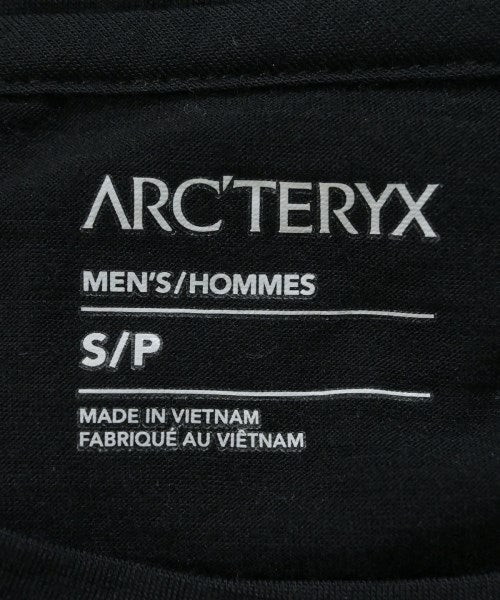 ARC'TERYX
MEN'S/HOMMES
S/P
MADE IN VIETNAM
FABRIQUÉ AU VIÊTNAM